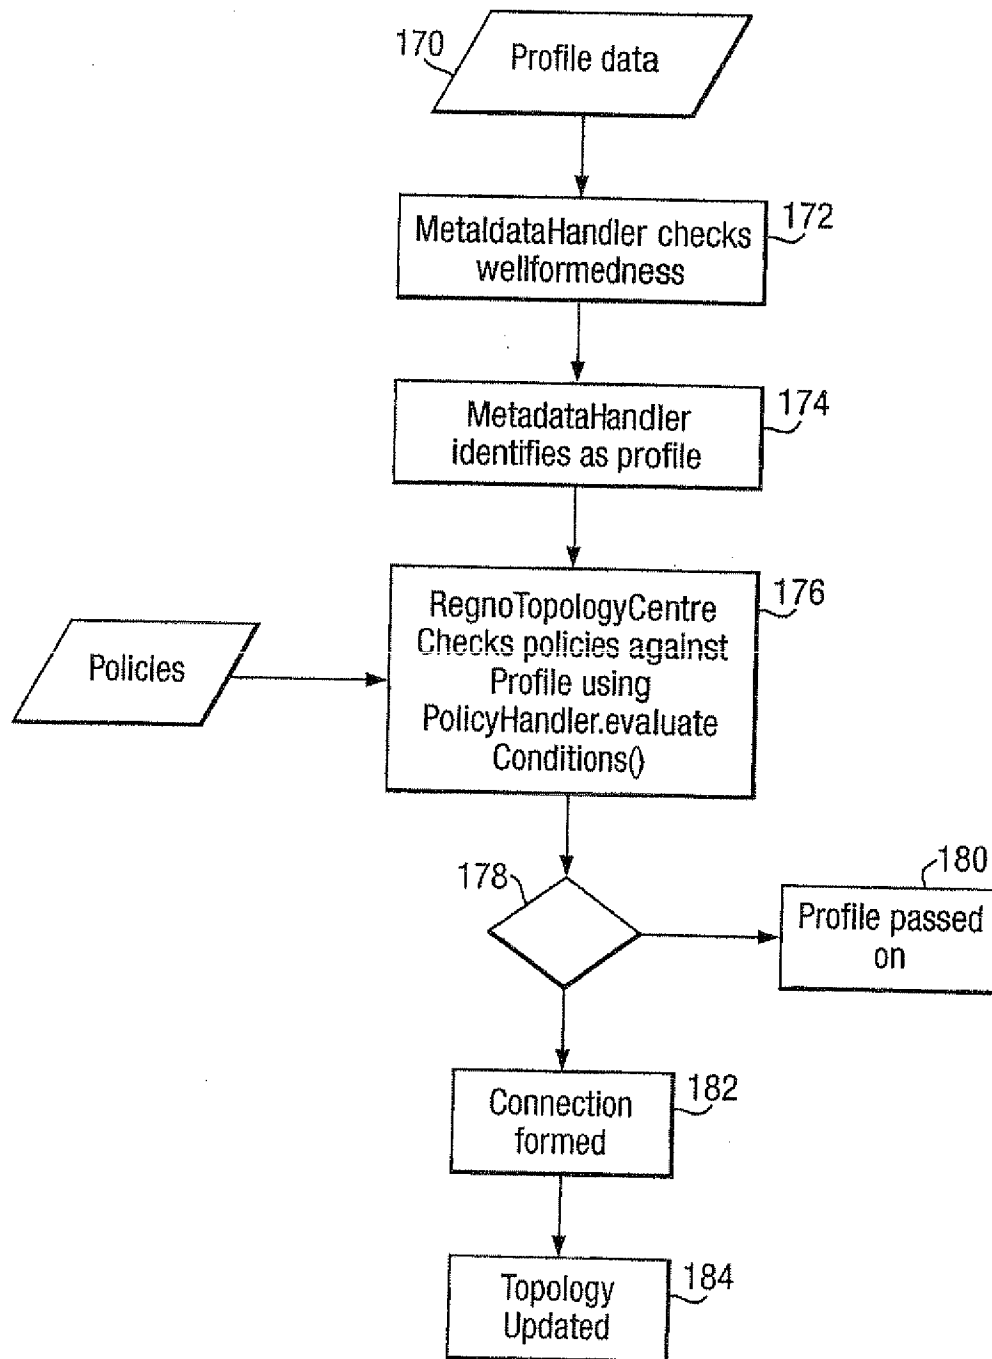 170
Profile data
172
MetaldataHandler checks
wellformedness
174
MetadataHandler
identifies as profile
176
RegnoTopologyCentre
Checks policies against
Profile using
PolicyHandler.evaluate
Conditions()
Policies
178
180
Profile passed
on
182
Connection
formed
184
Topology
Updated